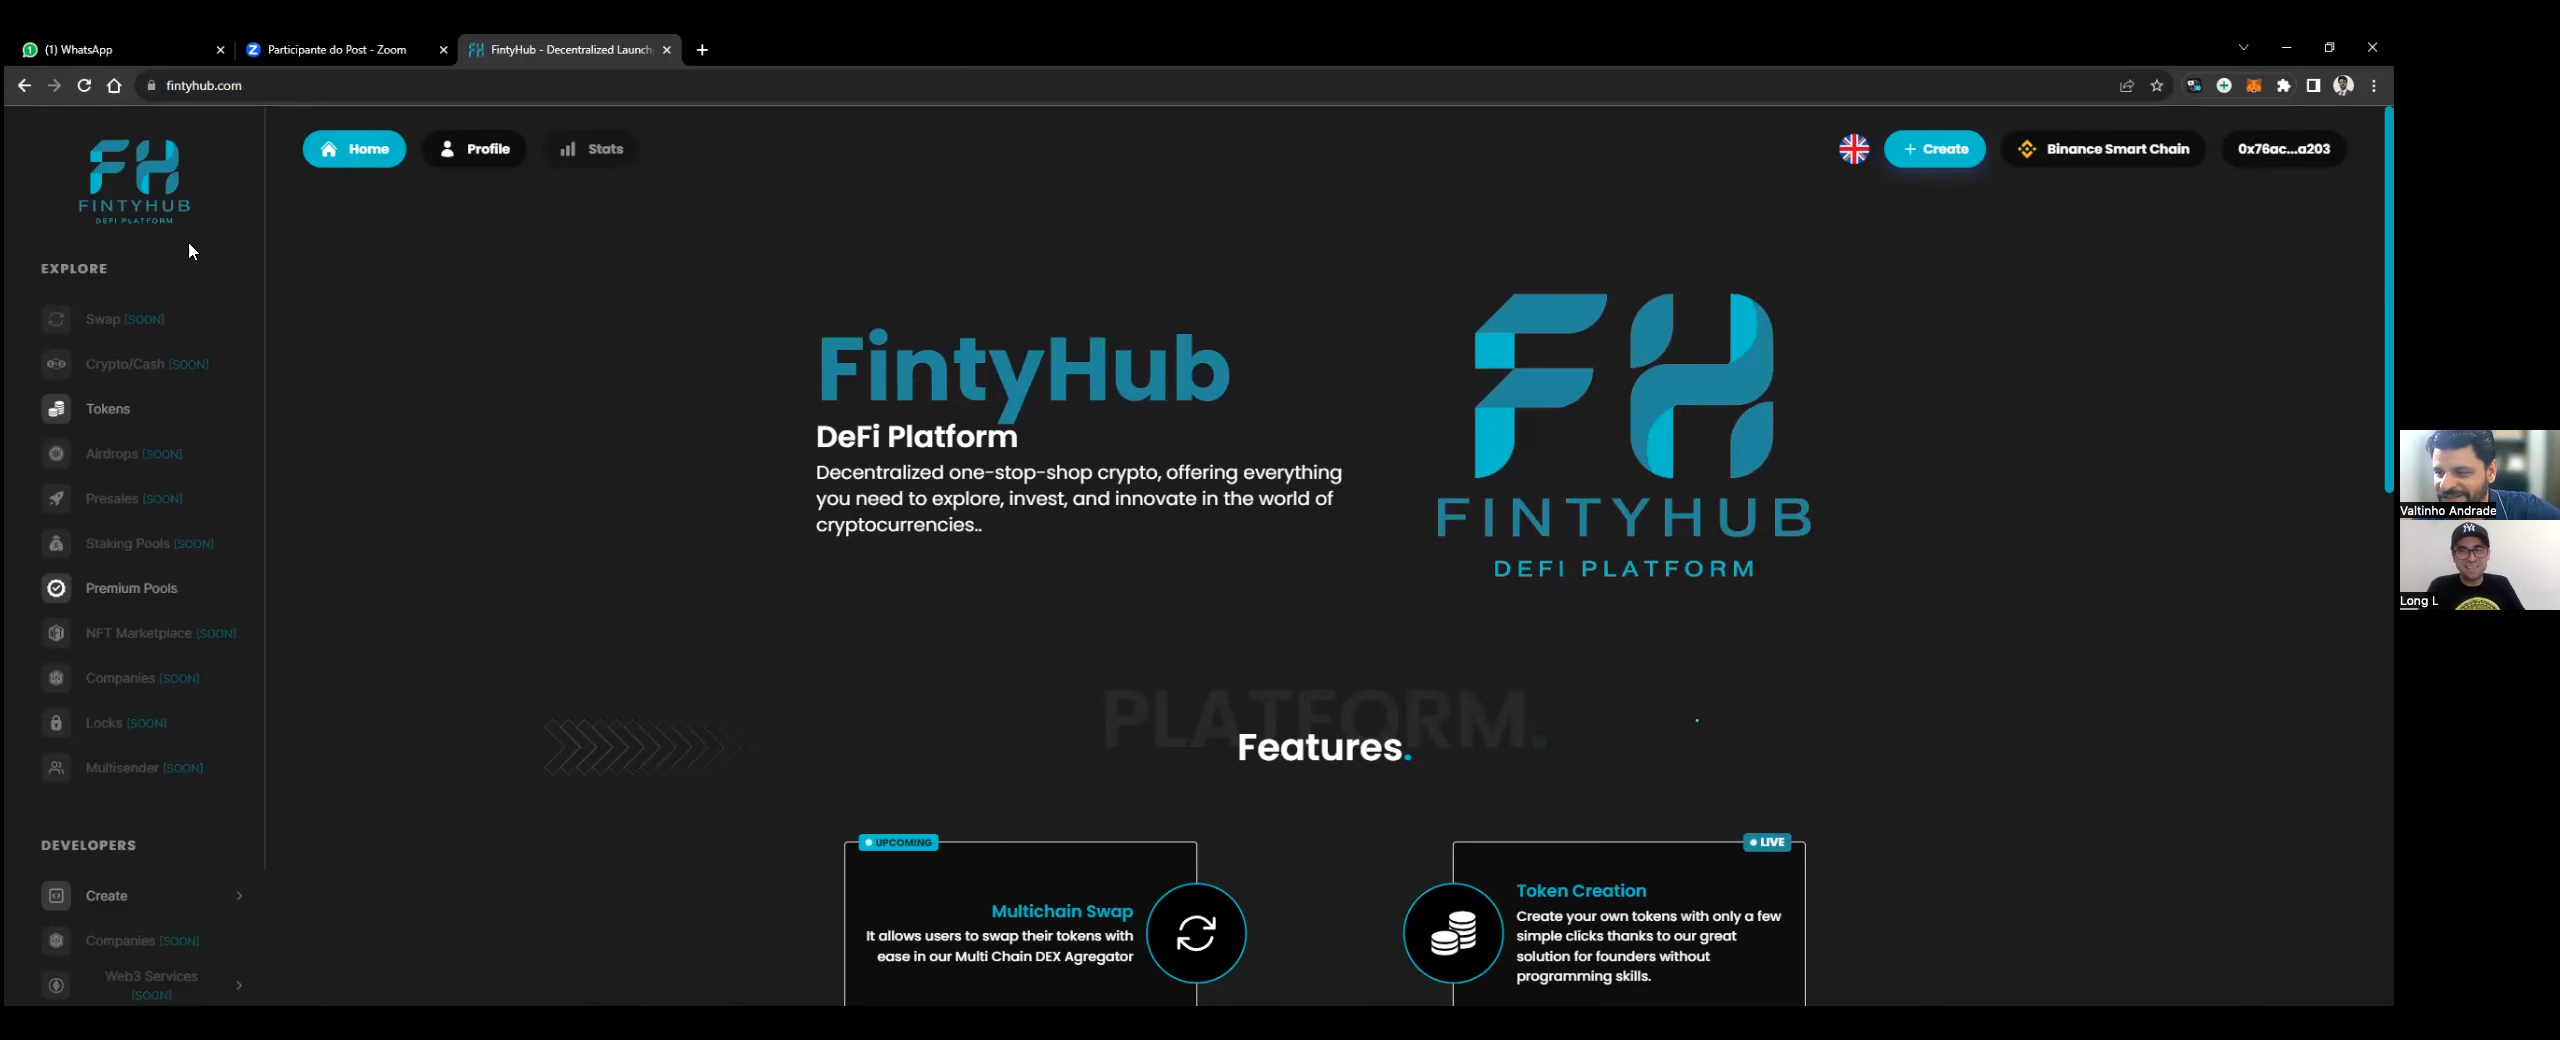 (1) WhatsApp
Participante do Post - Zoom
FintyHub - Decentralized Launch
fintyhub.com
FINTYHUB
DEFI PLATFORM
Home
Profile
Stats
Create
Binance Smart Chain
0x76ac...a203
EXPLORE
Swap [SOON]
Crypto/Cash [SOON]
Tokens
Airdrops [SOON]
Presales [SOON]
Staking Pools [SOON]
Premium Pools
NFT Marketplace [SOON]
Companies [SOON]
Locks [SOON]
Multisender [SOON]
DEVELOPERS
Create
Companies [SOON]
Web3 Services
[SOON]
FintyHub
DeFi Platform
Decentralized one-stop-shop crypto, offering everything
you need to explore, invest, and innovate in the world of
cryptocurrencies..
FINTYHUB
DEFI PLATFORM
PLATFORM.
Features.
UPCOMING
Multichain Swap
It allows users to swap their tokens with
ease in our Multi Chain DEX Agregator
LIVE
Token Creation
Create your own tokens with only a few
simple clicks thanks to our great
solution for founders without
programming skills.
Valtinho Andrade
Long L